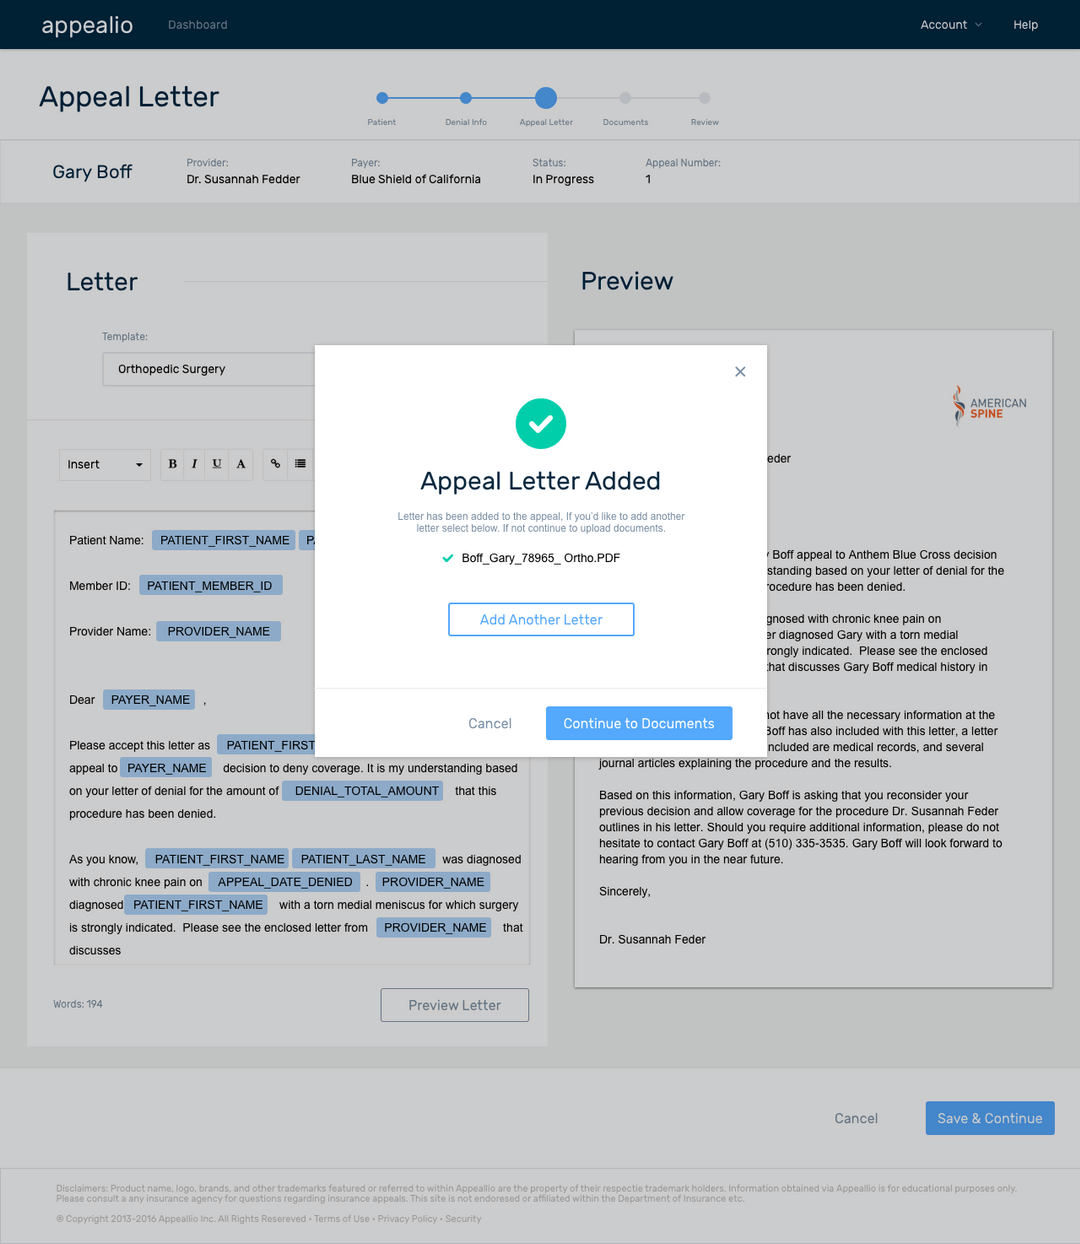 appealio Dashboard Account Help
Appeal Letter
Patient Denial Info Appeal Letter Documents Review
Gary Boff
Provider: Payer: Status: Appeal Number:
Dr. Susannah Fedder Blue Shield of California In Progress 1
Letter
Template:
Orthopedic Surgery
Insert B I U A
Patient Name: PATIENT_FIRST_NAME
Member ID: PATIENT_MEMBER_ID
Provider Name: PROVIDER_NAME
Dear PAYER_NAME ,
Please accept this letter as PATIENT_FIRST
appeal to PAYER_NAME decision to deny coverage. It is my understanding based
on your letter of denial for the amount of DENIAL_TOTAL_AMOUNT that this
procedure has been denied.
As you know, PATIENT_FIRST_NAME PATIENT_LAST_NAME was diagnosed
with chronic knee pain on APPEAL_DATE_DENIED . PROVIDER_NAME
diagnosed PATIENT_FIRST_NAME with a torn medial meniscus for which surgery
is strongly indicated. Please see the enclosed letter from PROVIDER_NAME that
discusses
Words: 194
Preview Letter
Appeal Letter Added
Letter has been added to the appeal, If you'd like to add another
letter select below. If not continue to upload documents.
Boff_Gary_78965_ Ortho.PDF
Add Another Letter
Cancel Continue to Documents
Preview
AMERICAN
SPINE
eder
Boff appeal to Anthem Blue Cross decision
standing based on your letter of denial for the
rocedure has been denied.
gnosed with chronic knee pain on
er diagnosed Gary with a torn medial
rongly indicated. Please see the enclosed
that discusses Gary Boff medical history in
not have all the necessary information at the
Boff has also included with this letter, a letter
ncluded are medical records, and several
journal articles explaining the procedure and the results.
Based on this information, Gary Boff is asking that you reconsider your
previous decision and allow coverage for the procedure Dr. Susannah Feder
outlines in his letter. Should you require additional information, please do not
hesitate to contact Gary Boff at (510) 335-3535. Gary Boff will look forward to
hearing from you in the near future.
Sincerely,
Dr. Susannah Feder
Cancel Save & Continue
Disclaimers: Product name, logo, brands, and other trademarks featured or referred to within Appeallio are the property of their respectie trademark holders. Information obtained via Appeallio is for educational purposes only.
Please consult a any insurance agency for questions regarding insurance appeals. This site is not endoresed or affiliated within the Department of Insurance etc.
® Copyright 2013-2016 Appeallio Inc. All Rights Resereved • Terms of Use • Privacy Policy • Security